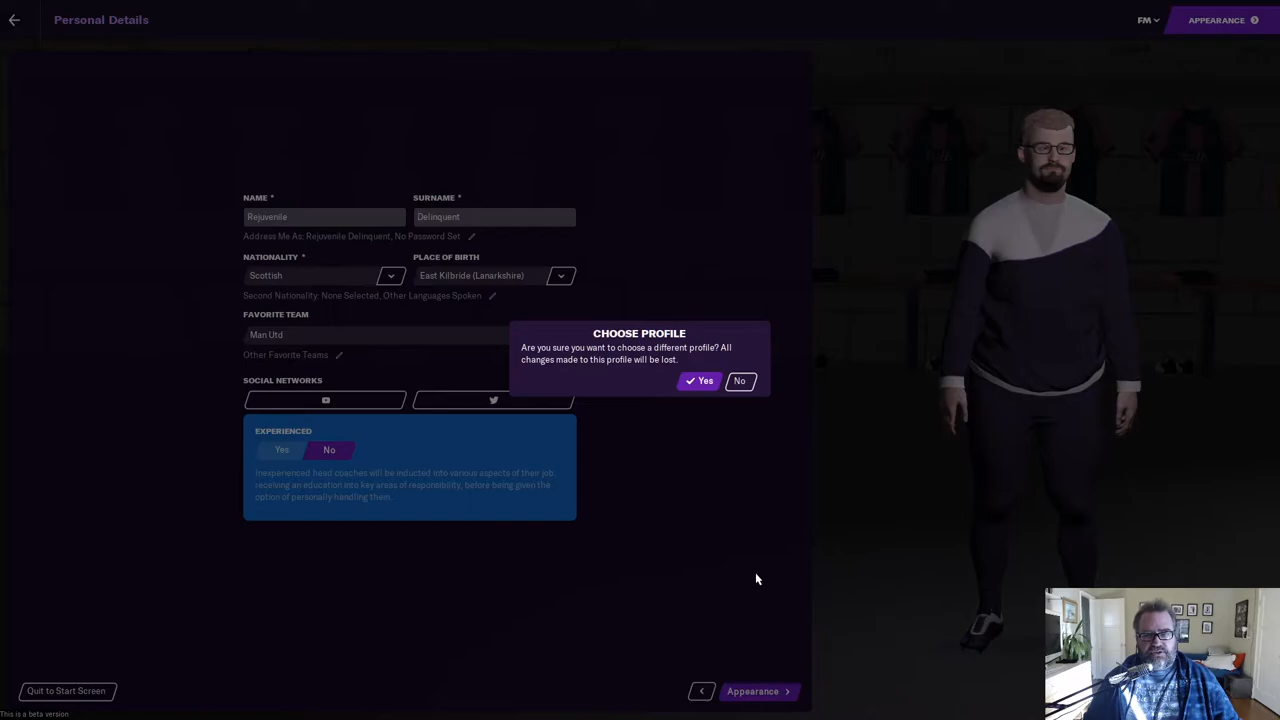 Personal Details
FM
APPEARANCE
NAME *
SURNAME *
Rejuvenile
Delinquent
Address Me As: Rejuvenile Delinquent, No Password Set
NATIONALITY *
PLACE OF BIRTH
Scottish
East Kilbride (Lanarkshire)
Second Nationality: None Selected, Other Languages Spoken
FAVORITE TEAM
Man Utd
Other Favorite Teams
CHOOSE PROFILE
Are you sure you want to choose a different profile? All
changes made to this profile will be lost.
Yes
No
SOCIAL NETWORKS
EXPERIENCED
Yes
No
Inexperienced head coaches will be inducted into various aspects of their job,
receiving an education into key areas of responsibility, before being given the
option of personally handling them.
Quit to Start Screen
Appearance
This is a beta version